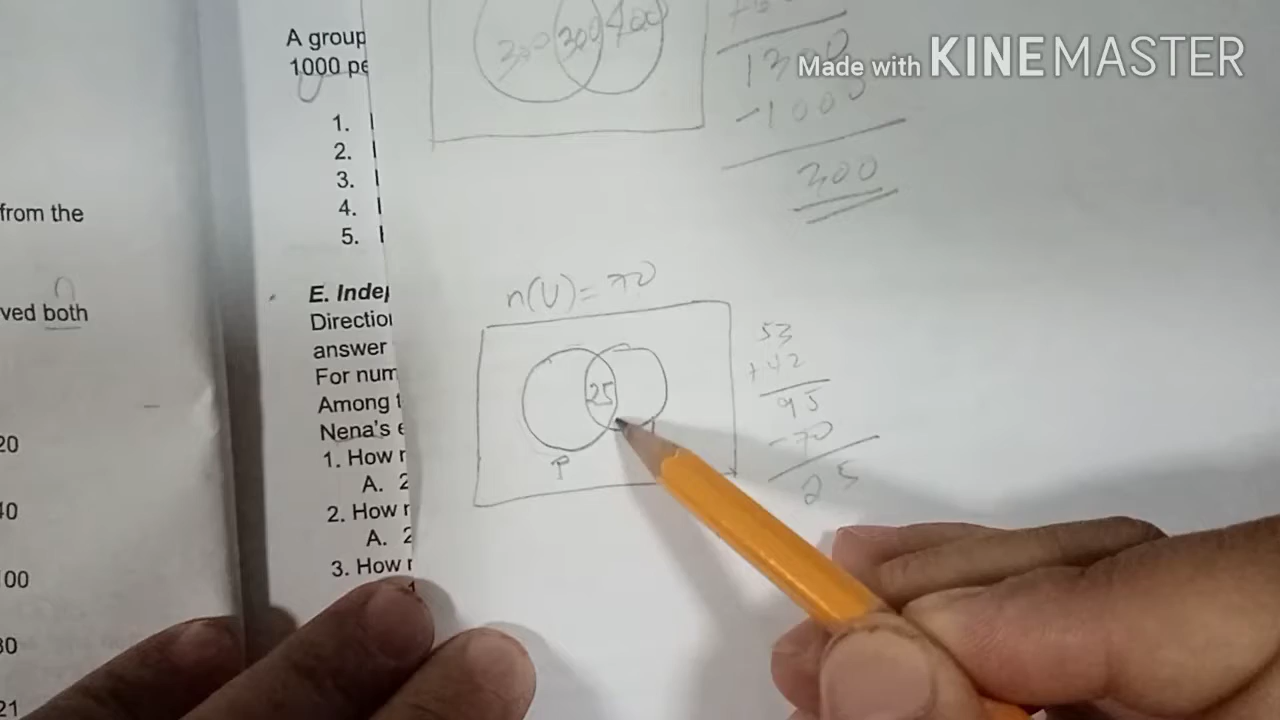 Made with KINEMASTER
from the
ved both
20
40
00
80
21
A group
1000 pe
1.
2.
3.
4.
5.
E. Indep
Direction
answer
For num
Among t
Nena's e
1. How r
A. 2
2. How r
A. 2
3. How r
300 300 400
1300
-1000
300
n(U)=70
25
P
53
+42
95
-70
25